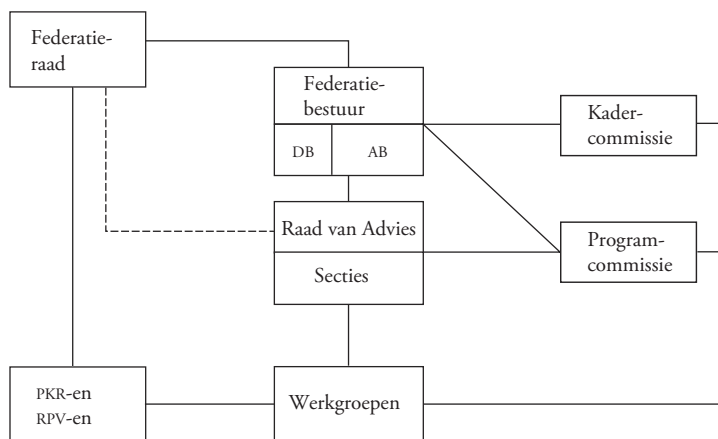 Federatie-
raad
Federatie-
bestuur
DB
AB
Kader-
commissie
Raad van Advies
Secties
Program-
commissie
PKR-en
RPV-en
Werkgroepen